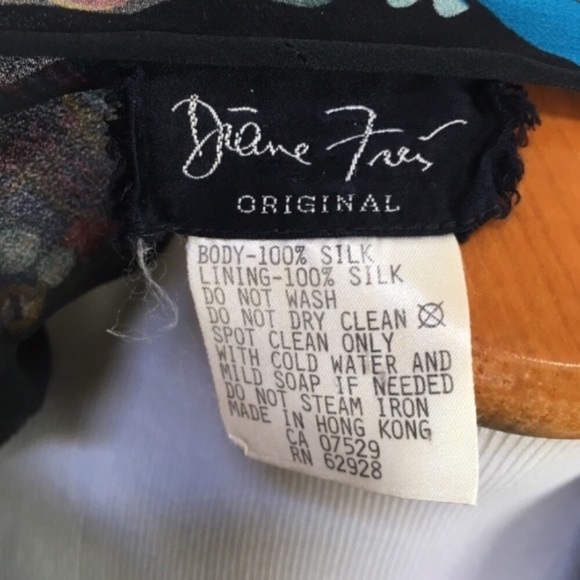 Diane Freis
ORIGINAL
BODY-100% SILK
LINING-100% SILK
DO NOT WASH
DO NOT DRY CLEAN
SPOT CLEAN ONLY
WITH COLD WATER AND
MILD SOAP IF NEEDED
DO NOT STEAM IRON
MADE IN HONG KONG
CA 07529
RN 62928